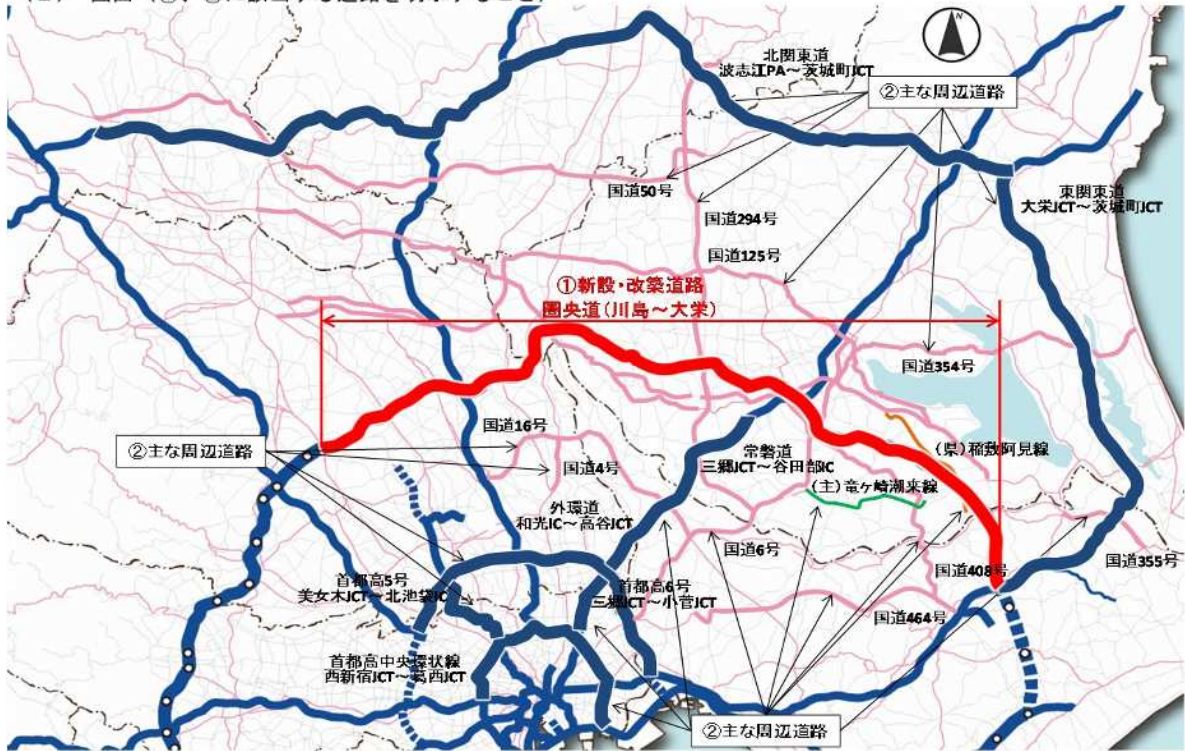 N
北関東道
波志江PA～茨城町JCT
②主な周辺道路
国道50号
東関東道
大栄JCT～茨城町JCT
国道294号
国道125号
①新設・改築道路
圏央道(川島～大栄)
国道354号
国道16号
②主な周辺道路
国道4号
常磐道
三郷JCT～谷田部IC
(県)稲敷阿見線
(主)竜ヶ崎潮来線
外環道
和光IC～高谷JCT
国道6号
国道355号
国道408号
首都高5号
美女木JCT～北池袋IC
首都高6号
三郷JCT～小菅JCT
国道464号
首都高中央環状線
西新宿JCT～葛西JCT
②主な周辺道路